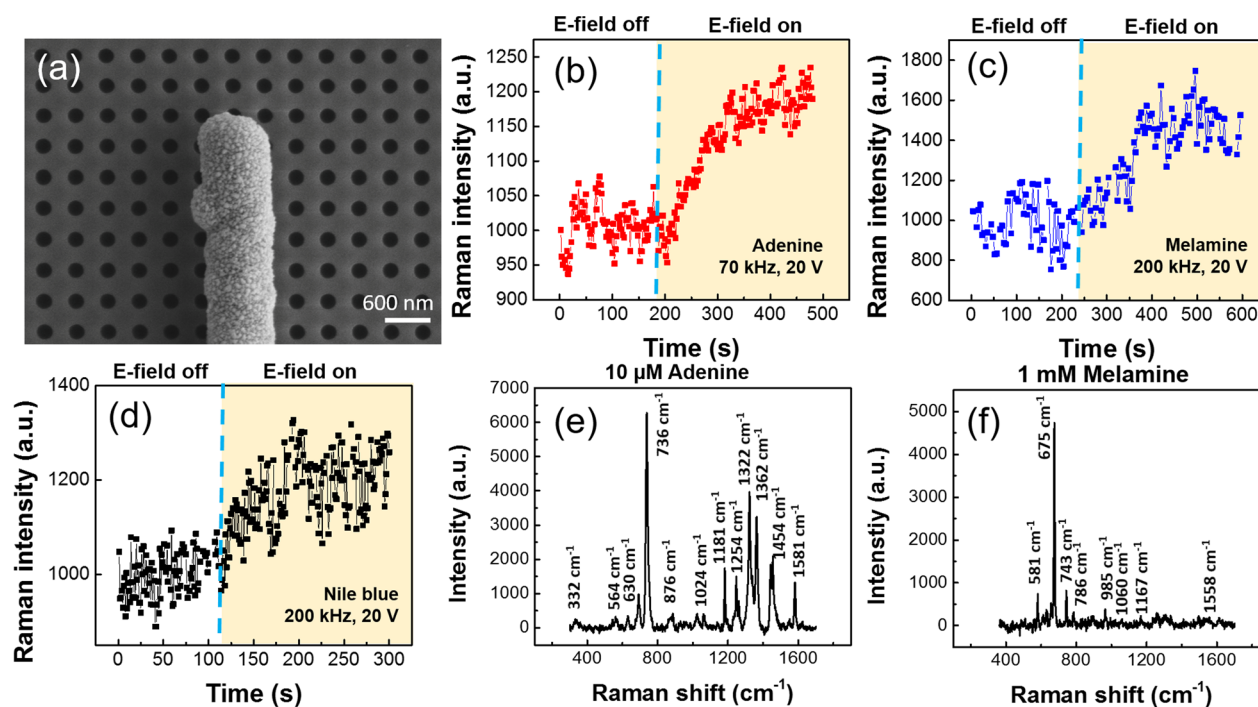 (a)
600 nm
E-field off E-field on
(b)
Raman intensity (a.u.)
1250
1200
1150
1100
1050
1000
950
900
Adenine
70 kHz, 20 V
0 100 200 300 400 500
Time (s)
E-field off E-field on
(c)
Raman intensity (a.u.)
1800
1600
1400
1200
1000
800
600
Melamine
200 kHz, 20 V
0 100 200 300 400 500 600
Time (s)
E-field off E-field on
(d)
Raman intensity (a.u.)
1400
1200
1000
Nile blue
200 kHz, 20 V
0 50 100 150 200 250 300
Time (s)
10 µM Adenine
(e)
Intensity (a.u.)
7000
6000
5000
4000
3000
2000
1000
0
332 cm⁻¹
564 cm⁻¹
630 cm⁻¹
736 cm⁻¹
876 cm⁻¹
1024 cm⁻¹
1181 cm⁻¹
1254 cm⁻¹
1322 cm⁻¹
1362 cm⁻¹
1454 cm⁻¹
1581 cm⁻¹
400 800 1200 1600
Raman shift (cm⁻¹)
1 mM Melamine
(f)
Intenstiy (a.u.)
5000
4000
3000
2000
1000
0
581 cm⁻¹
675 cm⁻¹
743 cm⁻¹
786 cm⁻¹
985 cm⁻¹
1060 cm⁻¹
1167 cm⁻¹
1558 cm⁻¹
400 800 1200 1600
Raman shift (cm⁻¹)